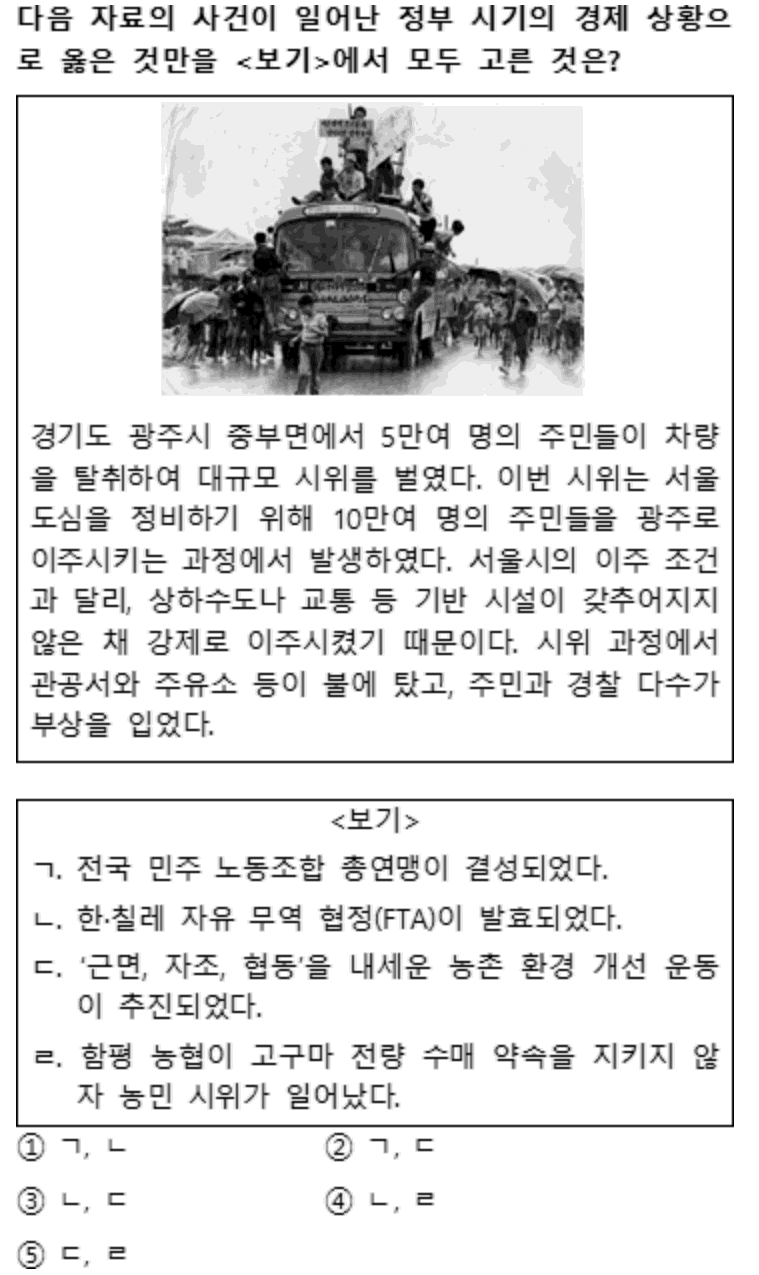 다음 자료의 사건이 일어난 정부 시기의 경제 상황으
로 옳은 것만을 <보기>에서 모두 고른 것은?
경기도 광주시 중부면에서 5만여 명의 주민들이 차량
을 탈취하여 대규모 시위를 벌였다. 이번 시위는 서울
도심을 정비하기 위해 10만여 명의 주민들을 광주로
이주시키는 과정에서 발생하였다. 서울시의 이주 조건
과 달리, 상하수도나 교통 등 기반 시설이 갖추어지지
않은 채 강제로 이주시켰기 때문이다. 시위 과정에서
관공서와 주유소 등이 불에 탔고, 주민과 경찰 다수가
부상을 입었다.
<보기>
ㄱ. 전국 민주 노동조합 총연맹이 결성되었다.
ㄴ. 한·칠레 자유 무역 협정(FTA)이 발효되었다.
ㄷ. ‘근면, 자조, 협동’을 내세운 농촌 환경 개선 운동
이 추진되었다.
ㄹ. 함평 농협이 고구마 전량 수매 약속을 지키지 않
자 농민 시위가 일어났다.
① ㄱ, ㄴ ② ㄱ, ㄷ
③ ㄴ, ㄷ ④ ㄴ, ㄹ
⑤ ㄷ, ㄹ